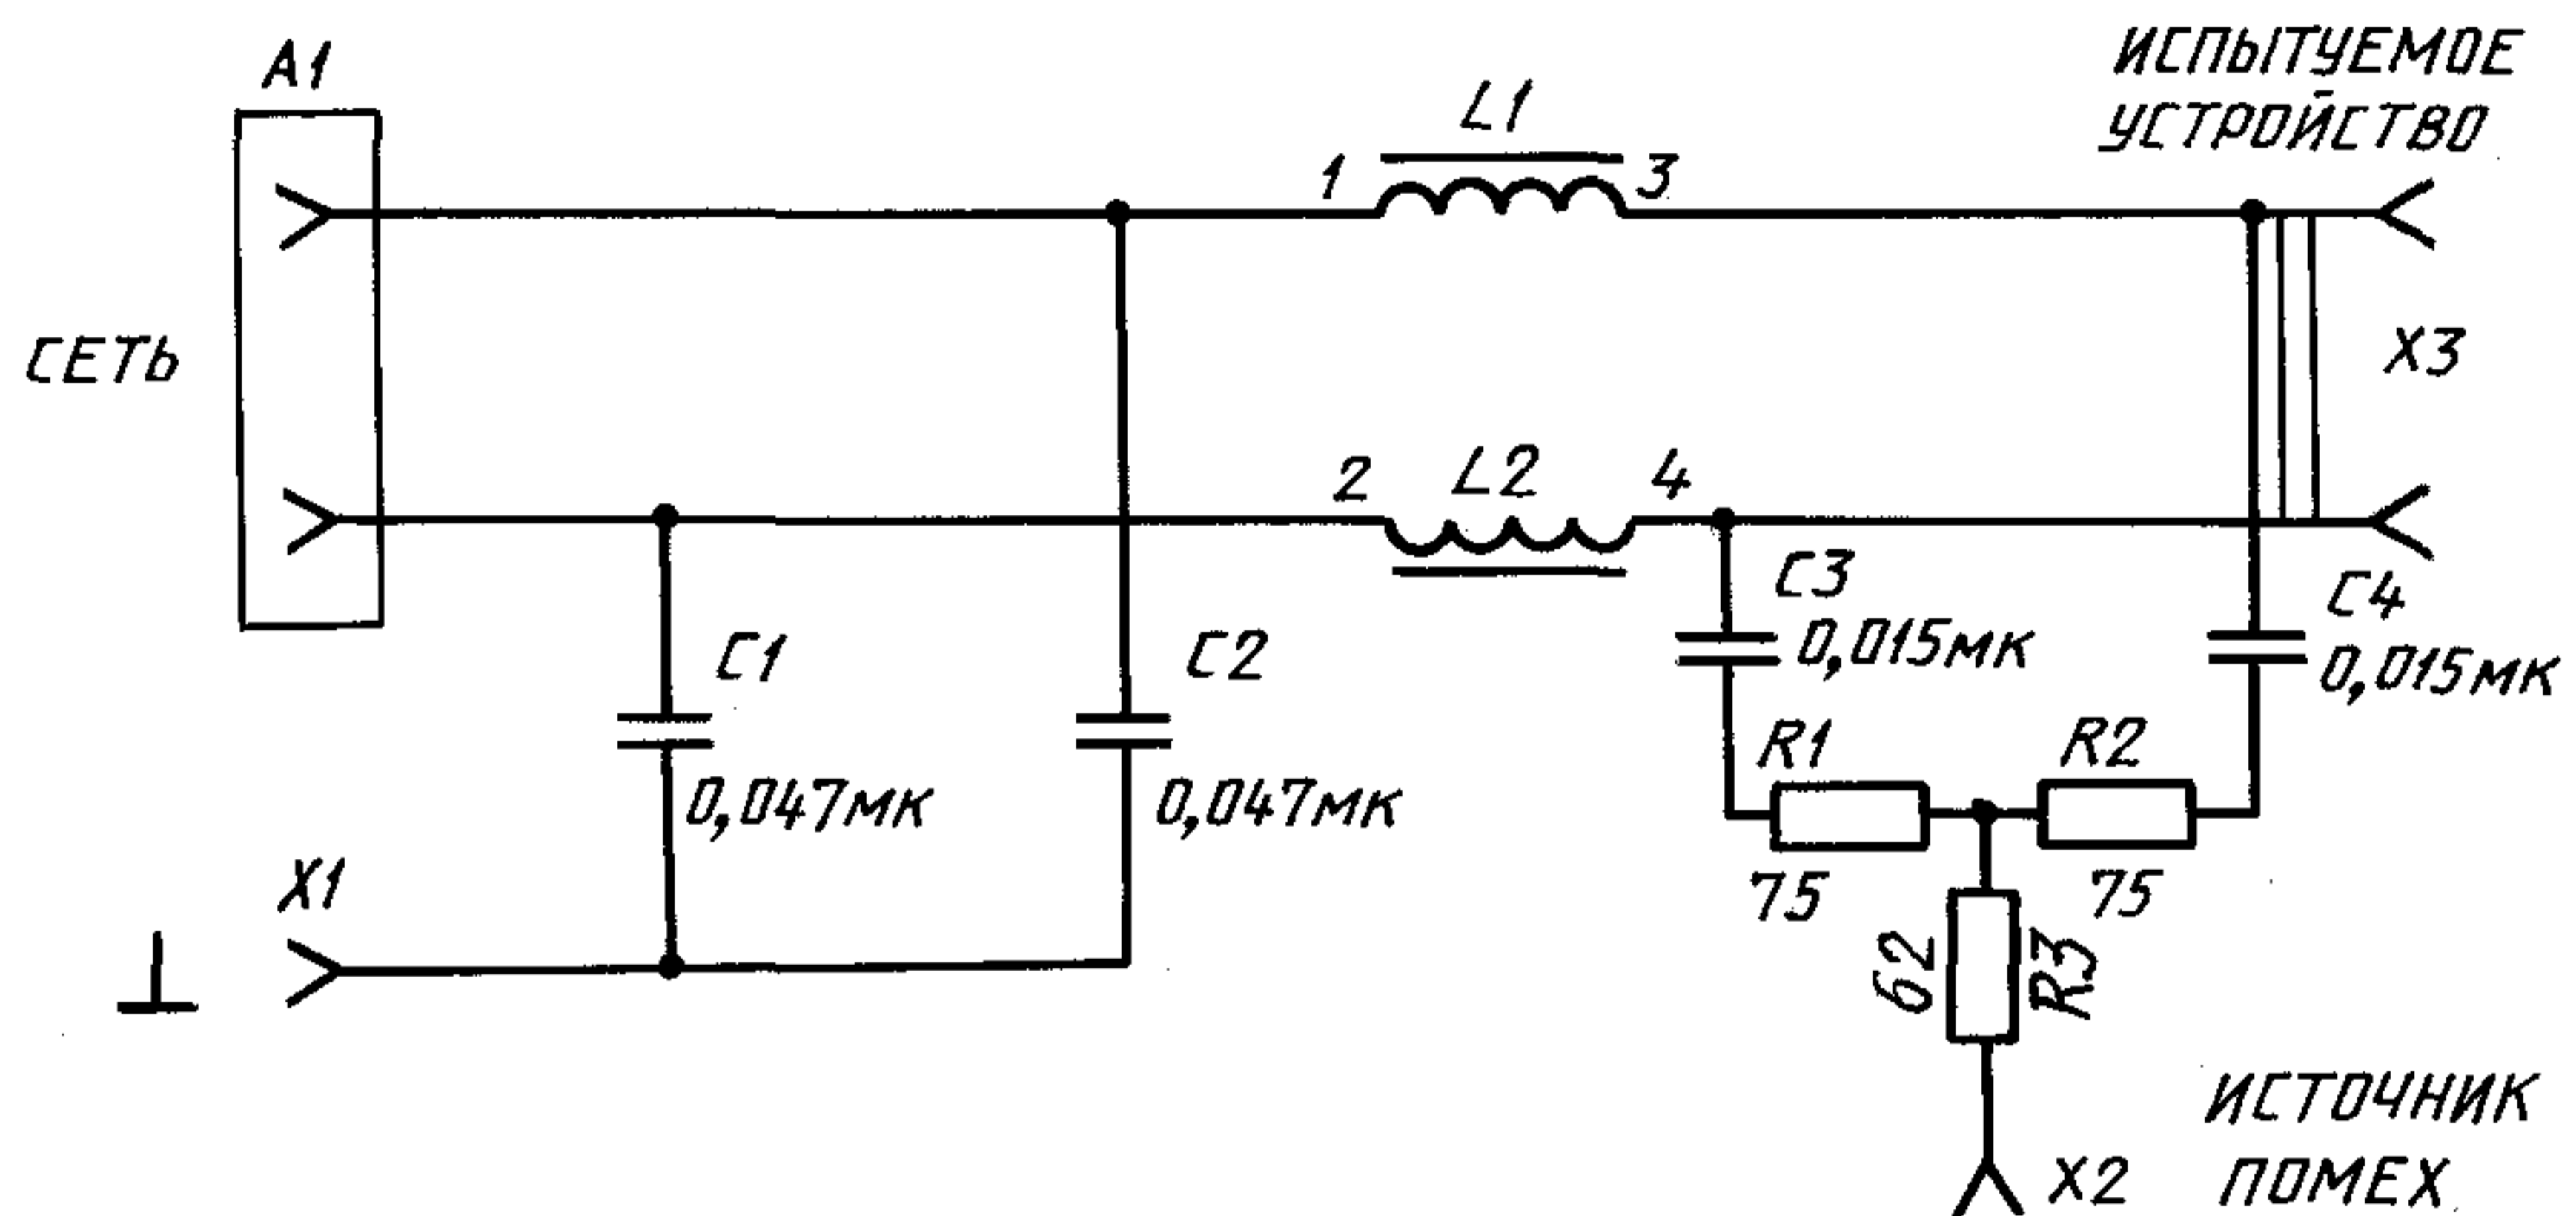 А1
L1
ИСПЫТУЕМОЕ
УСТРОЙСТВО
1
3
СЕТЬ
X3
2
L2
4
C3
0,015мк
C4
0,015мк
C1
0,047мк
C2
0,047мк
R1
75
R2
75
62
R3
X1
ИСТОЧНИК
ПОМЕХ
X2